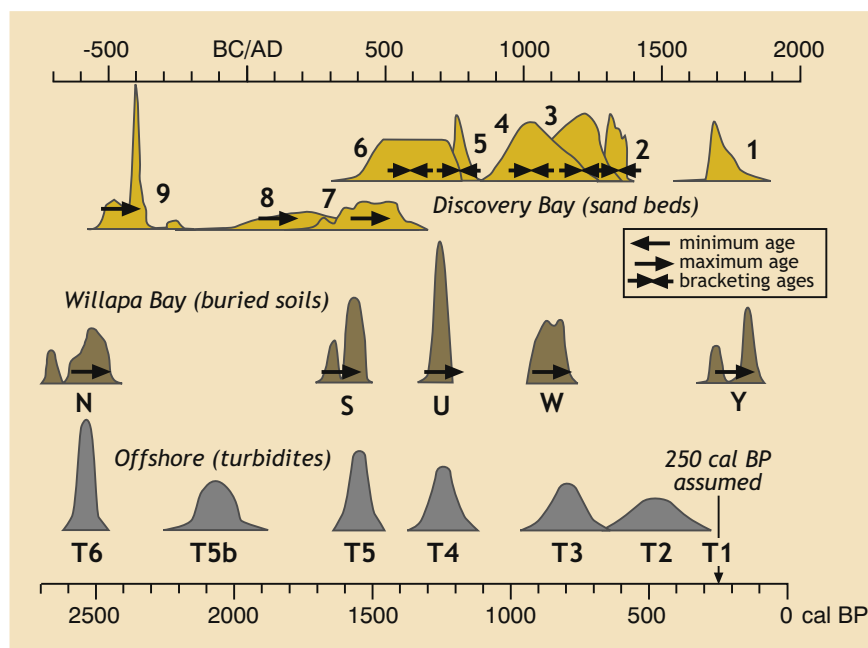 -500 BC/AD 500 1000 1500 2000
6 5 4 3 2 1
9 8 7
Discovery Bay (sand beds)
minimum age
maximum age
bracketing ages
Willapa Bay (buried soils)
N S U W Y
Offshore (turbidites)
250 cal BP
assumed
T6 T5b T5 T4 T3 T2 T1
2500 2000 1500 1000 500 0 cal BP